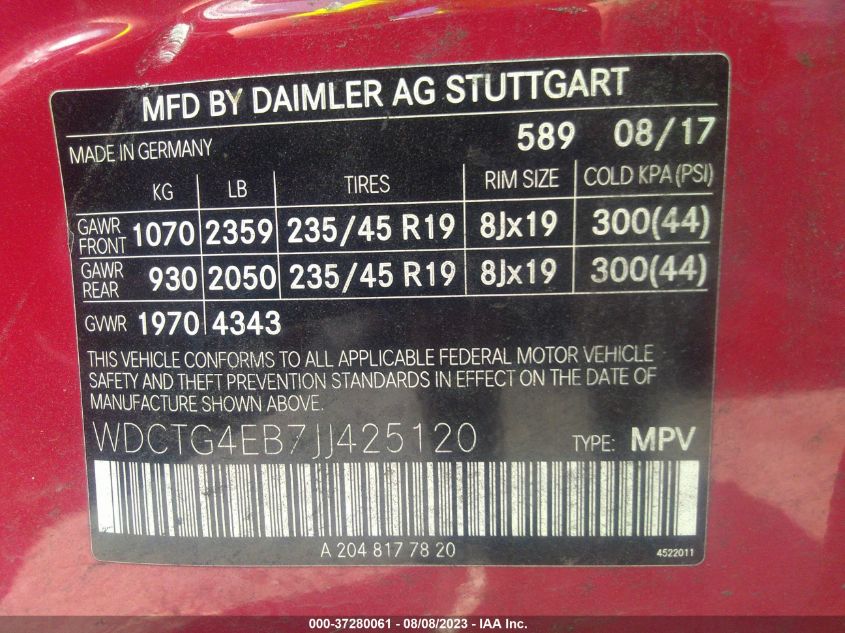 MFD BY DAIMLER AG STUTTGART
MADE IN GERMANY 589 08/17
KG LB TIRES RIM SIZE COLD KPA (PSI)
GAWR FRONT 1070 2359 235/45 R19 8Jx19 300(44)
GAWR REAR 930 2050 235/45 R19 8Jx19 300(44)
GVWR 1970 4343
THIS VEHICLE CONFORMS TO ALL APPLICABLE FEDERAL MOTOR VEHICLE
SAFETY AND THEFT PREVENTION STANDARDS IN EFFECT ON THE DATE OF
MANUFACTURE SHOWN ABOVE.
WDCTG4EB7JJ425120 TYPE: MPV
A 204 817 78 20 4522011
000-37280061 - 08/08/2023 - IAA Inc.